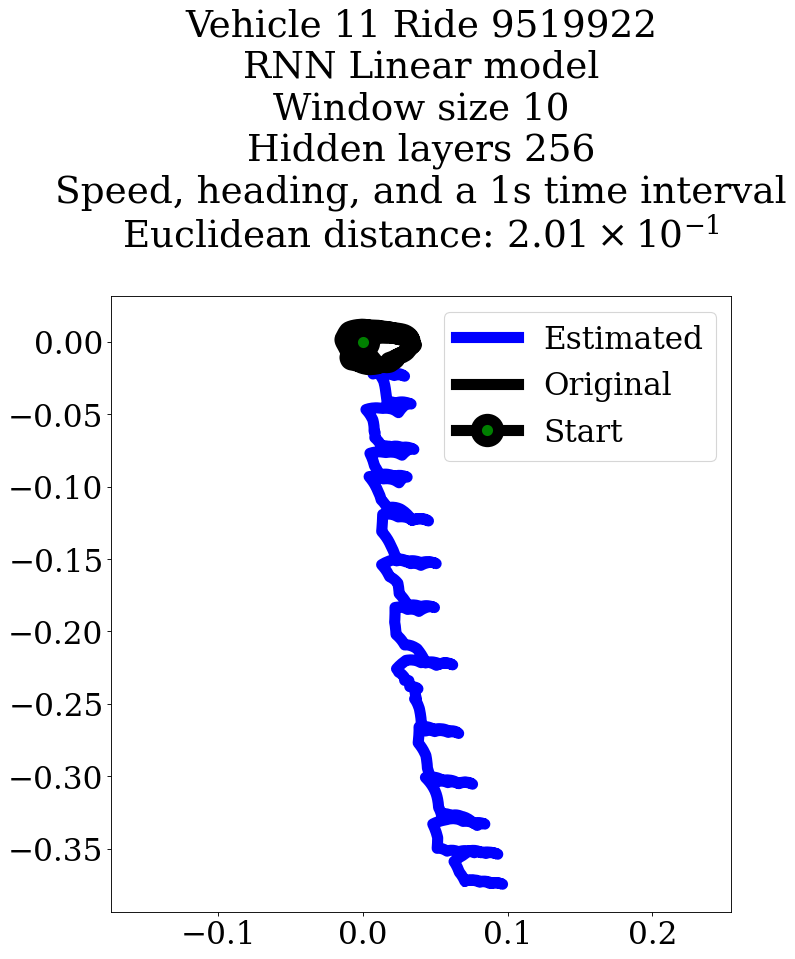 Vehicle 11 Ride 9519922
RNN Linear model
Window size 10
Hidden layers 256
Speed, heading, and a 1s time interval
Euclidean distance: 2.01 × 10⁻¹
Estimated
Original
Start
0.00
−0.05
−0.10
−0.15
−0.20
−0.25
−0.30
−0.35
−0.1
0.0
0.1
0.2